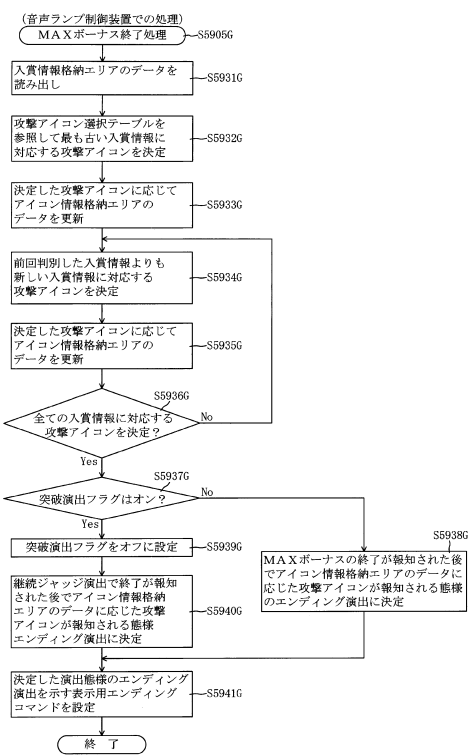 （音声ランプ制御装置での処理）
ＭＡＸボーナス終了処理
S5905G
入賞情報格納エリアのデータを
読み出し
S5931G
攻撃アイコン選択テーブルを
参照して最も古い入賞情報に
対応する攻撃アイコンを決定
S5932G
決定した攻撃アイコンに応じて
アイコン情報格納エリアの
データを更新
S5933G
前回判別した入賞情報よりも
新しい入賞情報に対応する
攻撃アイコンを決定
S5934G
決定した攻撃アイコンに応じて
アイコン情報格納エリアの
データを更新
S5935G
S5936G
全ての入賞情報に対応する
攻撃アイコンを決定？
No
Yes
S5937G
突破演出フラグはオン？
No
Yes
S5938G
ＭＡＸボーナスの終了が報知された後
でアイコン情報格納エリアのデータに
応じた攻撃アイコンが報知される態様
のエンディング演出に決定
突破演出フラグをオフに設定
S5939G
継続ジャッジ演出で終了が報知
された後でアイコン情報格納
エリアのデータに応じた攻撃
アイコンが報知される態様
エンディング演出に決定
S5940G
決定した演出態様のエンディング
演出を示す表示用エンディング
コマンドを設定
S5941G
終了